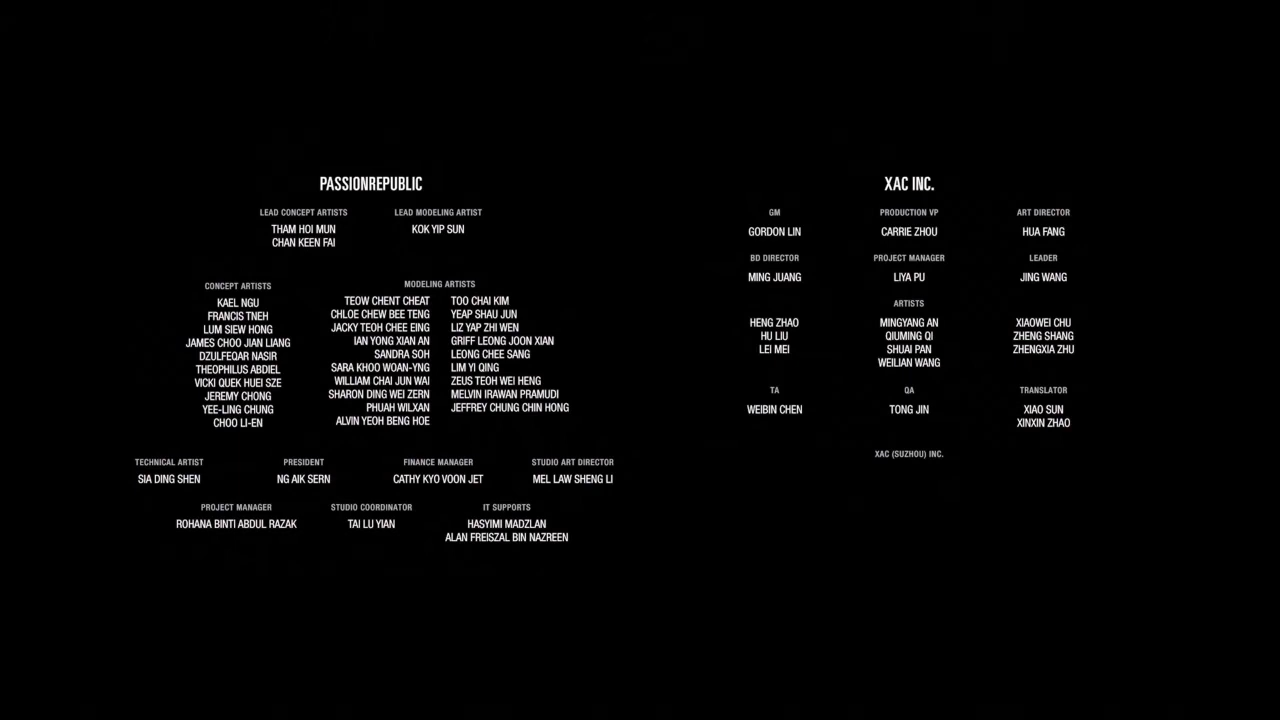 PASSIONREPUBLIC
LEAD CONCEPT ARTISTS
THAM HOI MUN
CHAN KEEN FAI
LEAD MODELING ARTIST
KOK YIP SUN
CONCEPT ARTISTS
KAEL NGU
FRANCIS TNEH
LUM SIEW HONG
JAMES CHOO JIAN LIANG
DZULFEQAR NASIR
THEOPHILUS ABDIEL
VICKI QUEK HUEI SZE
JEREMY CHONG
YEE-LING CHUNG
CHOO LI-EN
MODELING ARTISTS
TEOW CHENT CHEAT
CHLOE CHEW BEE TENG
JACKY TEOH CHEE EING
IAN YONG XIAN AN
SANDRA SOH
SARA KHOO WOAN-YNG
WILLIAM CHAI JUN WAI
SHARON DING WEI ZERN
PHUAH WILXAN
ALVIN YEOH BENG HOE
TOO CHAI KIM
YEAP SHAU JUN
LIZ YAP ZHI WEN
GRIFF LEONG JOON XIAN
LEONG CHEE SANG
LIM YI QING
ZEUS TEOH WEI HENG
MELVIN IRAWAN PRAMUDI
JEFFREY CHUNG CHIN HONG
TECHNICAL ARTIST
SIA DING SHEN
PRESIDENT
NG AIK SERN
FINANCE MANAGER
CATHY KYO VOON JET
STUDIO ART DIRECTOR
MEL LAW SHENG LI
PROJECT MANAGER
ROHANA BINTI ABDUL RAZAK
STUDIO COORDINATOR
TAI LU YIAN
IT SUPPORTS
HASYIMI MADZLAN
ALAN FREISZAL BIN NAZREEN
XAC INC.
GM
GORDON LIN
PRODUCTION VP
CARRIE ZHOU
ART DIRECTOR
HUA FANG
BD DIRECTOR
MING JUANG
PROJECT MANAGER
LIYA PU
LEADER
JING WANG
ARTISTS
HENG ZHAO
HU LIU
LEI MEI
MINGYANG AN
QIUMING QI
SHUAI PAN
WEILIAN WANG
XIAOWEI CHU
ZHENG SHANG
ZHENGXIA ZHU
TA
WEIBIN CHEN
QA
TONG JIN
TRANSLATOR
XIAO SUN
XINXIN ZHAO
XAC (SUZHOU) INC.